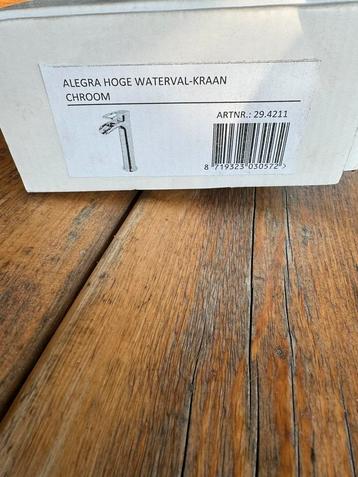 ALEGRA HOGE WATERVAL-KRAAN
CHROOM
ARTNR.: 29.4211
8 719323 030572 >